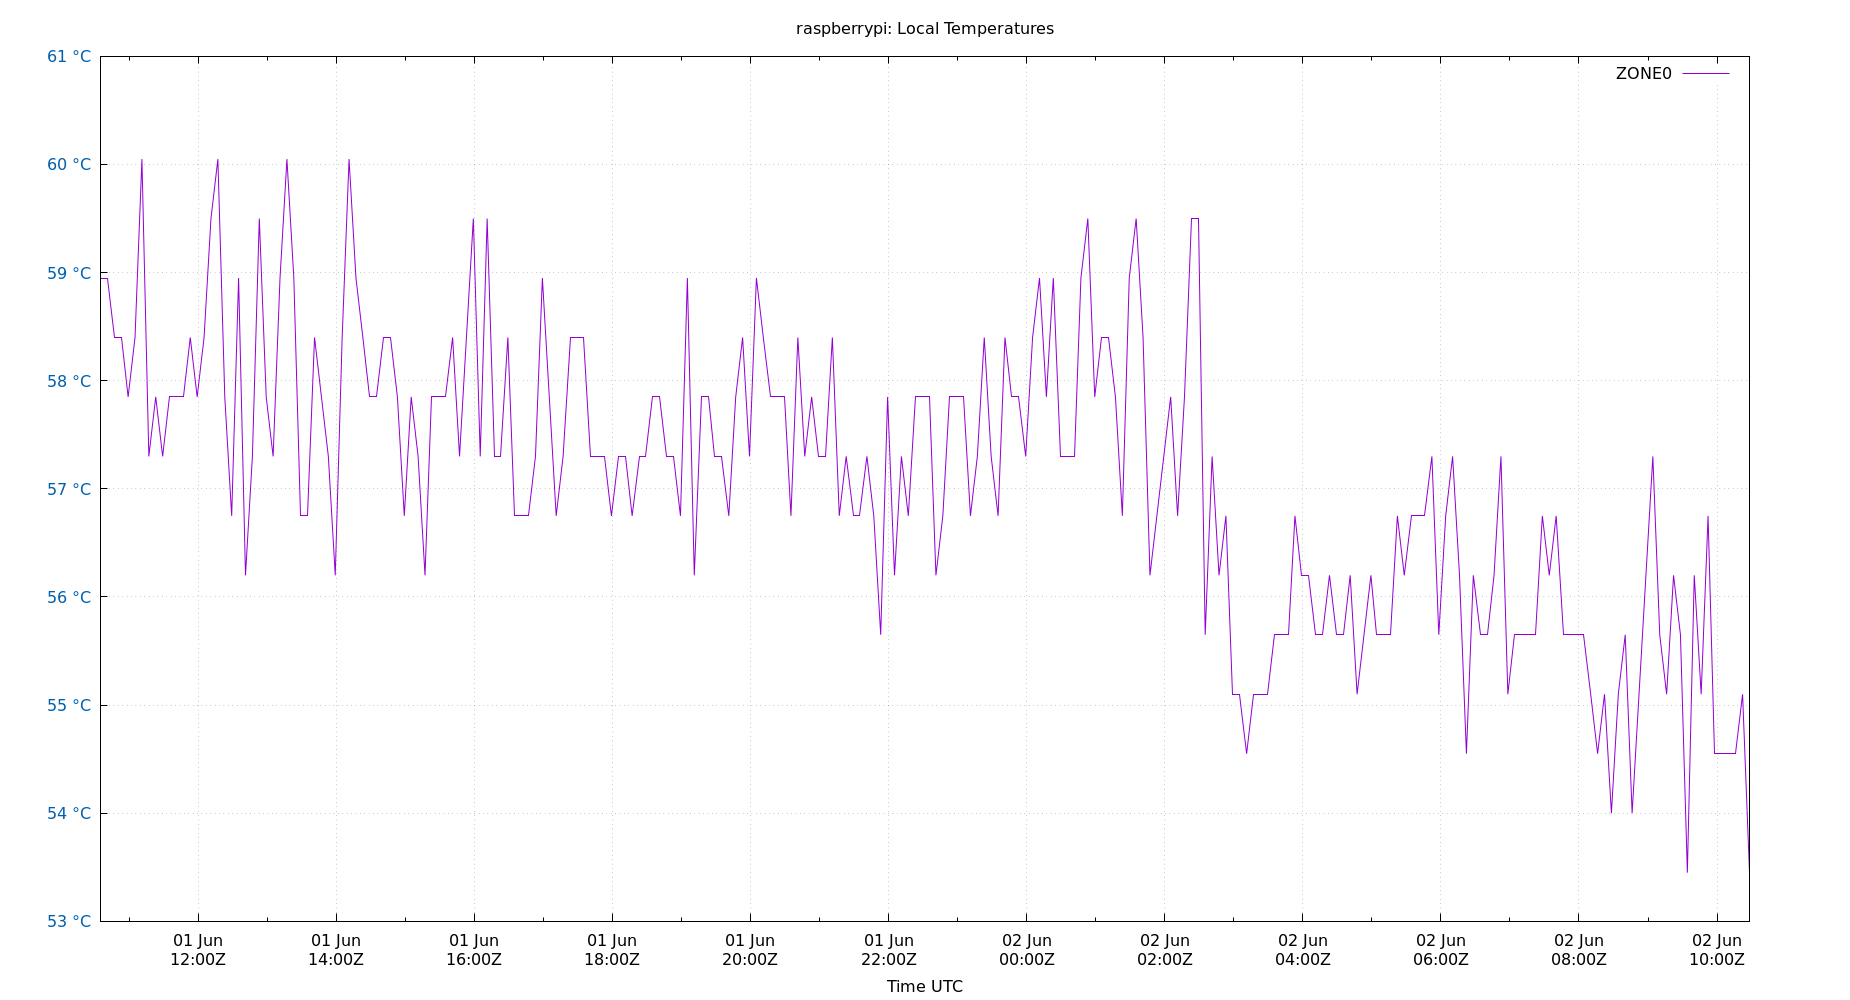 raspberrypi: Local Temperatures
61 °C
ZONE0
60 °C
59 °C
58 °C
57 °C
56 °C
55 °C
54 °C
53 °C
01 Jun 01 Jun 01 Jun 01 Jun 01 Jun 01 Jun 02 Jun 02 Jun 02 Jun 02 Jun 02 Jun 02 Jun
12:00Z 14:00Z 16:00Z 18:00Z 20:00Z 22:00Z 00:00Z 02:00Z 04:00Z 06:00Z 08:00Z 10:00Z
Time UTC